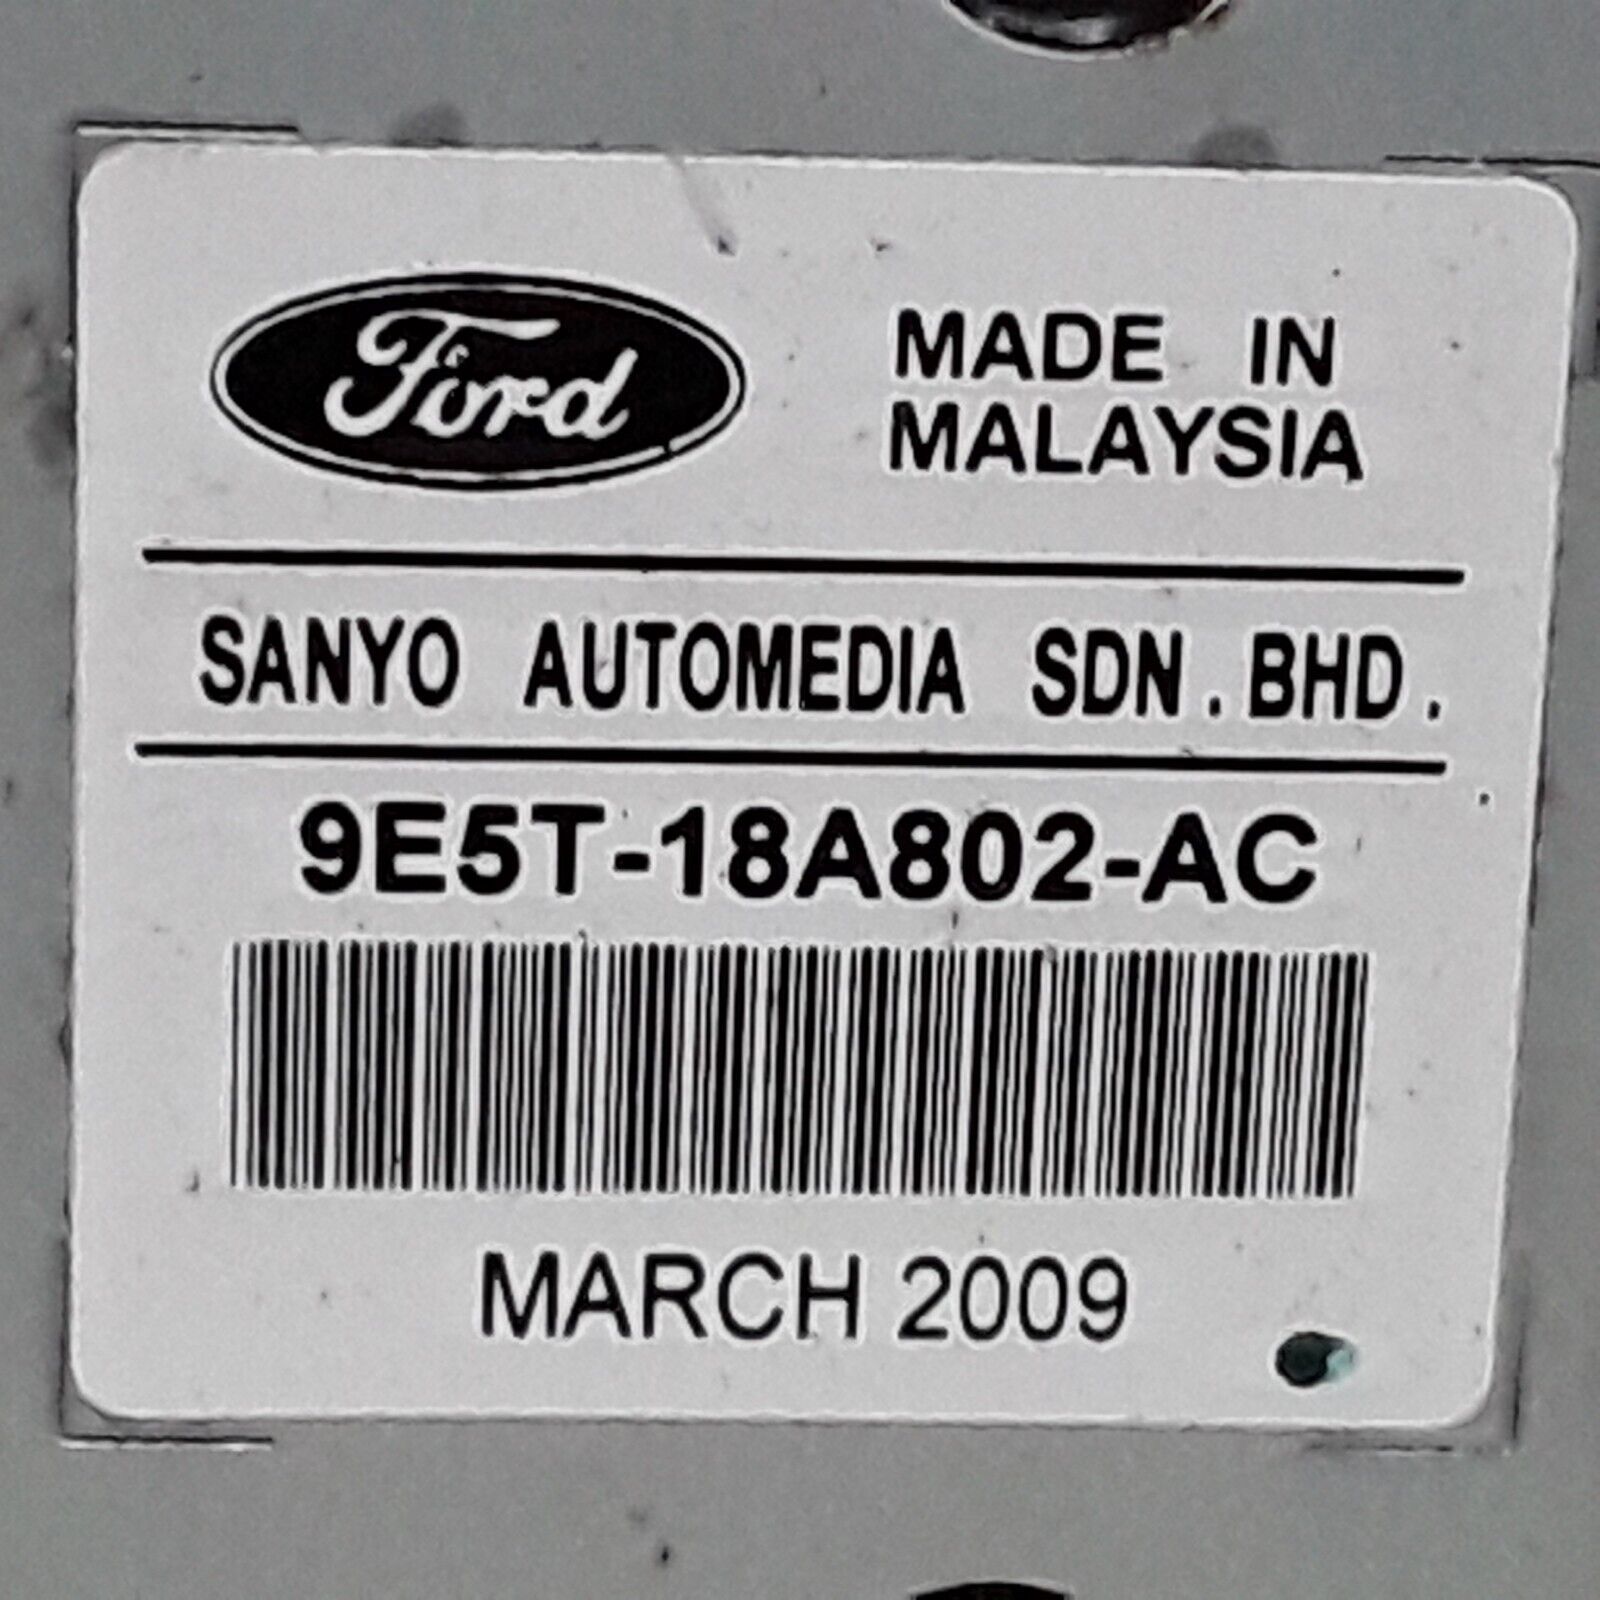 Ford
MADE IN
MALAYSIA
SANYO AUTOMEDIA SDN. BHD.
9E5T-18A802-AC
MARCH 2009